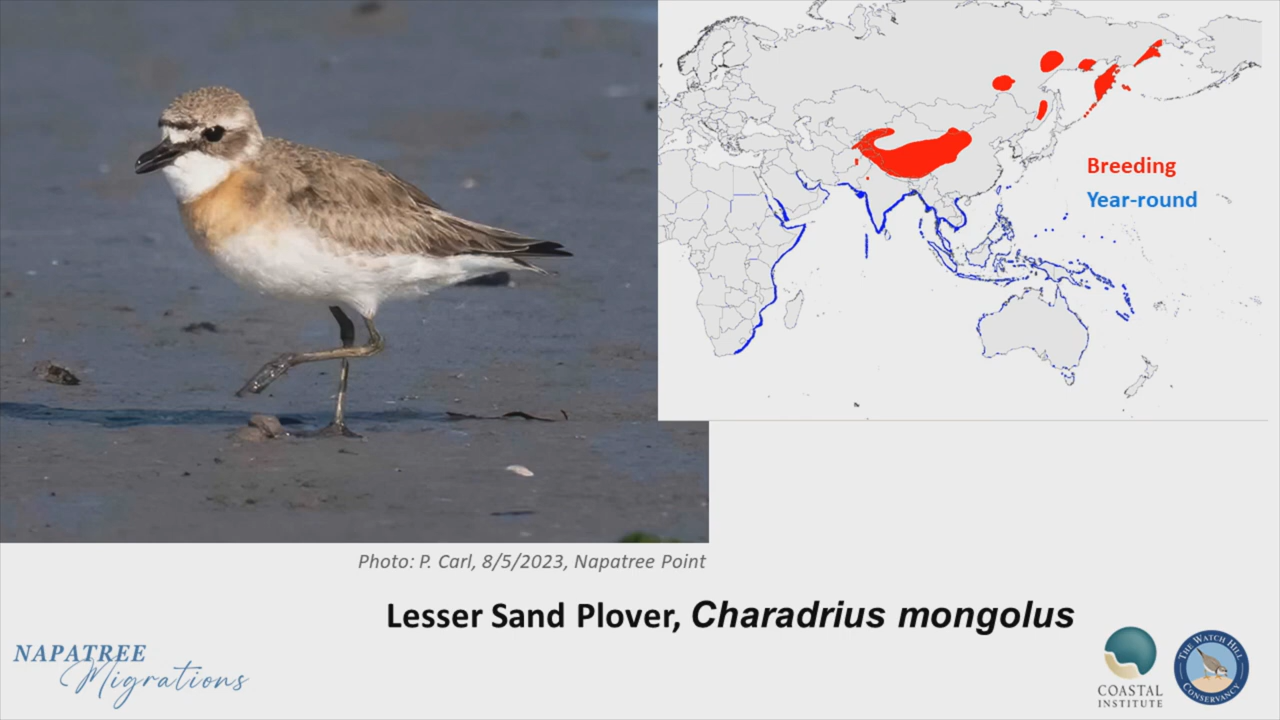 Breeding
Year-round
Photo: P. Carl, 8/5/2023, Napatree Point
Lesser Sand Plover, Charadrius mongolus
NAPATREE
Migrations
COASTAL
INSTITUTE
THE WATCH HILL
CONSERVANCY